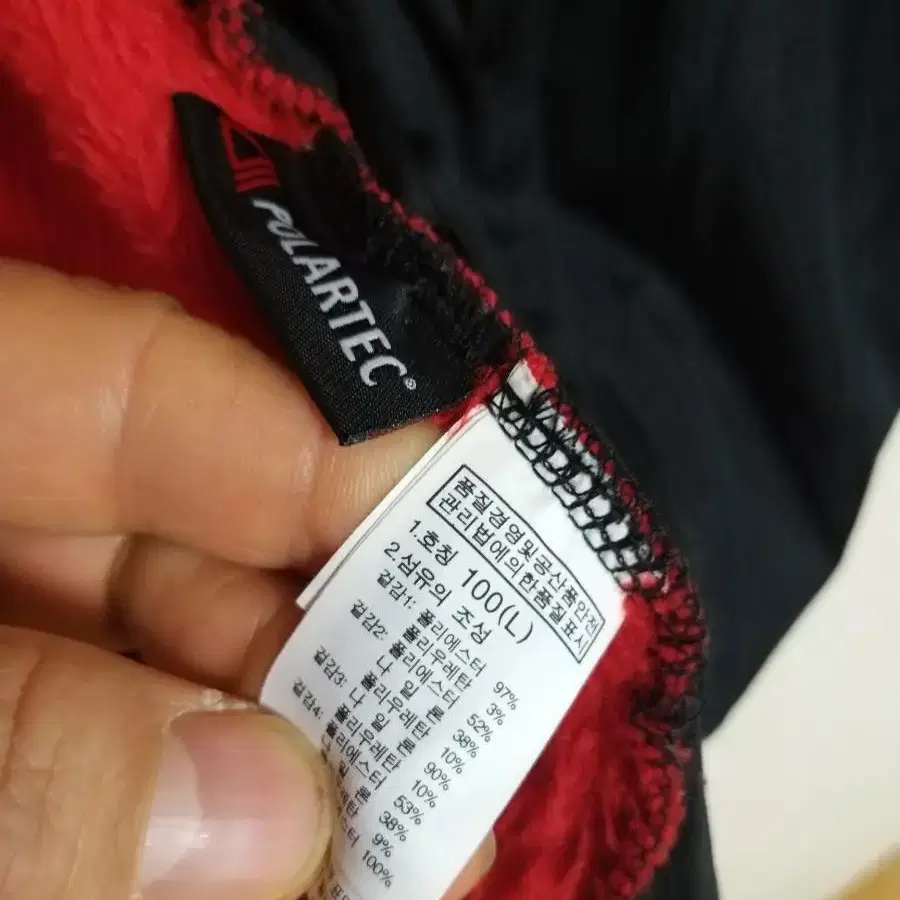 POLARTEC®
품질경영및공산품안전
관리법에의한품질표시
1.호칭 100(L)
2.섬유의 조성
겉감1: 폴리에스터 97%
폴리우레탄 3%
겉감2: 폴리에스터 52%
나 일 론 38%
폴리우레탄 10%
겉감3: 나 일 론 90%
폴리우레탄 10%
겉감4: 폴리에스터 53%
나 일 론 38%
9%
100%